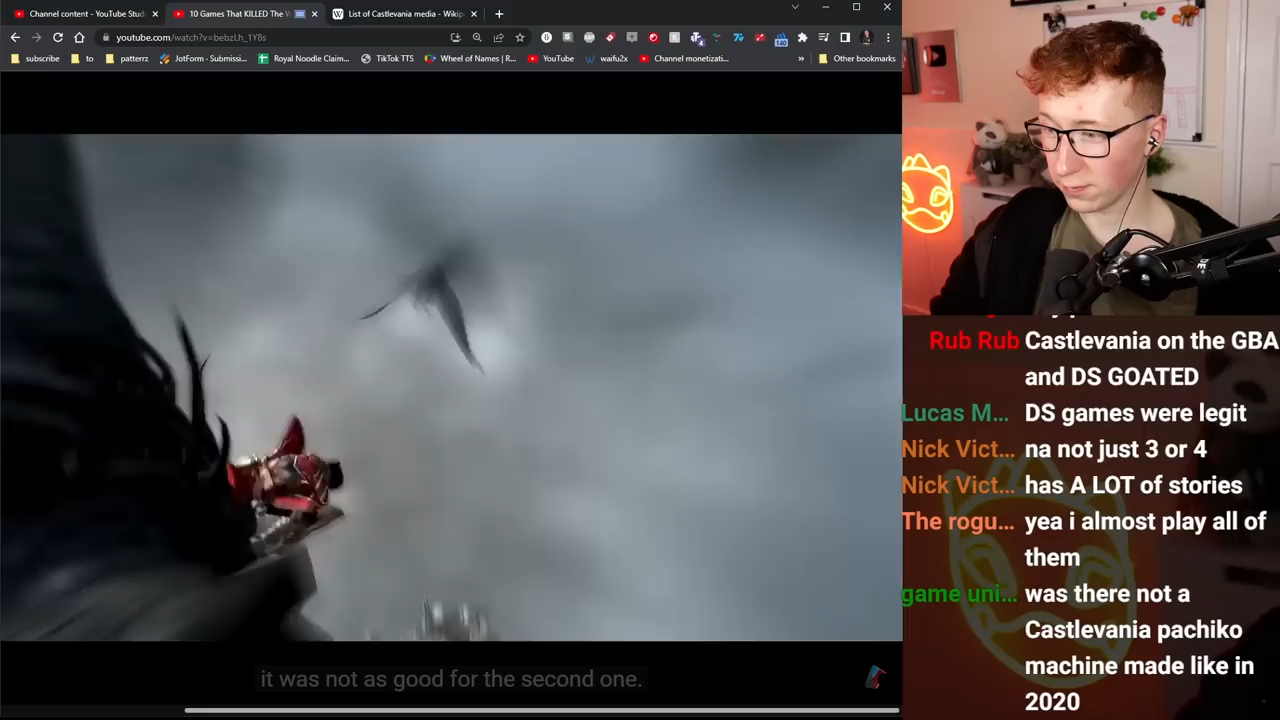 Channel content - YouTube Studi
10 Games That KILLED The
List of Castlevania media - Wikip
youtube.com/watch?v=bebzLh_1Y8s
subscribe
to
patterrz
JotForm · Submissi...
Royal Noodle Claim...
TikTok TTS
Wheel of Names | R...
YouTube
waifu2x
Channel monetizati...
»
Other bookmarks
Rub Rub Castlevania on the GBA
and DS GOATED
Lucas M... DS games were legit
Nick Vict... na not just 3 or 4
Nick Vict... has A LOT of stories
The rogu... yea i almost play all of
them
game uni... was there not a
Castlevania pachiko
machine made like in
2020
it was not as good for the second one.